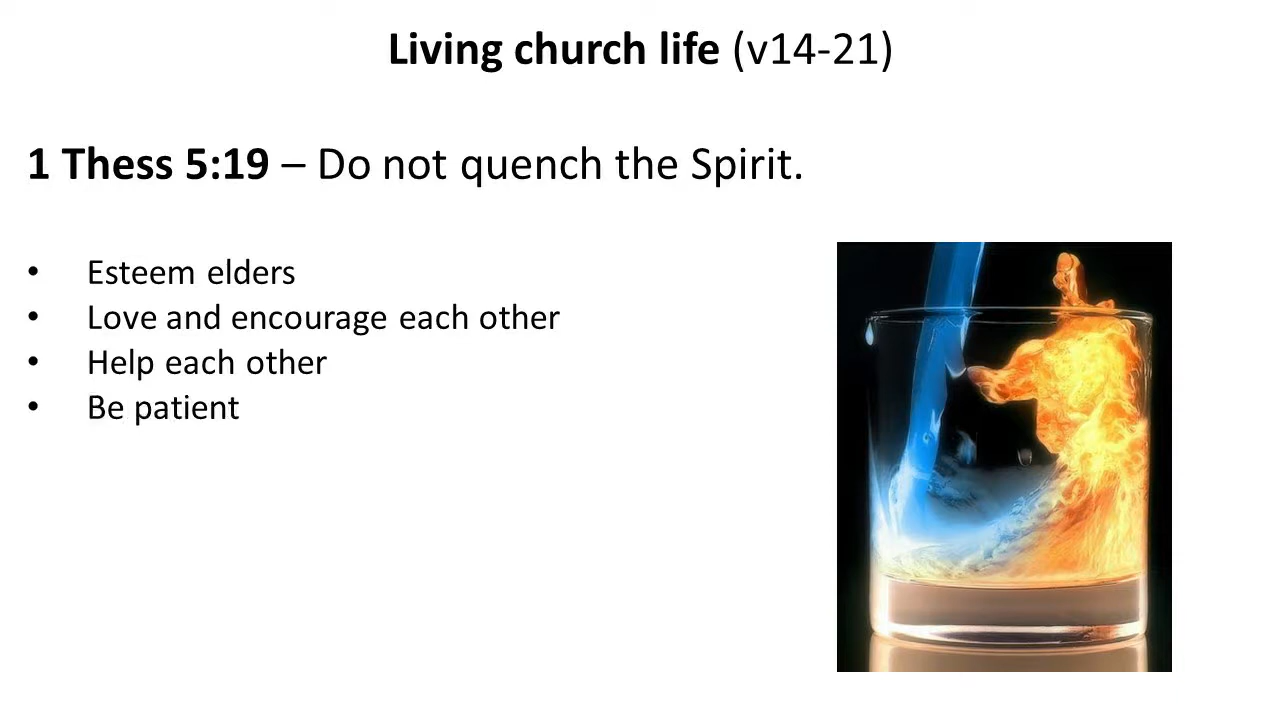 Living church life (v14-21)
1 Thess 5:19 – Do not quench the Spirit.
• Esteem elders
• Love and encourage each other
• Help each other
• Be patient